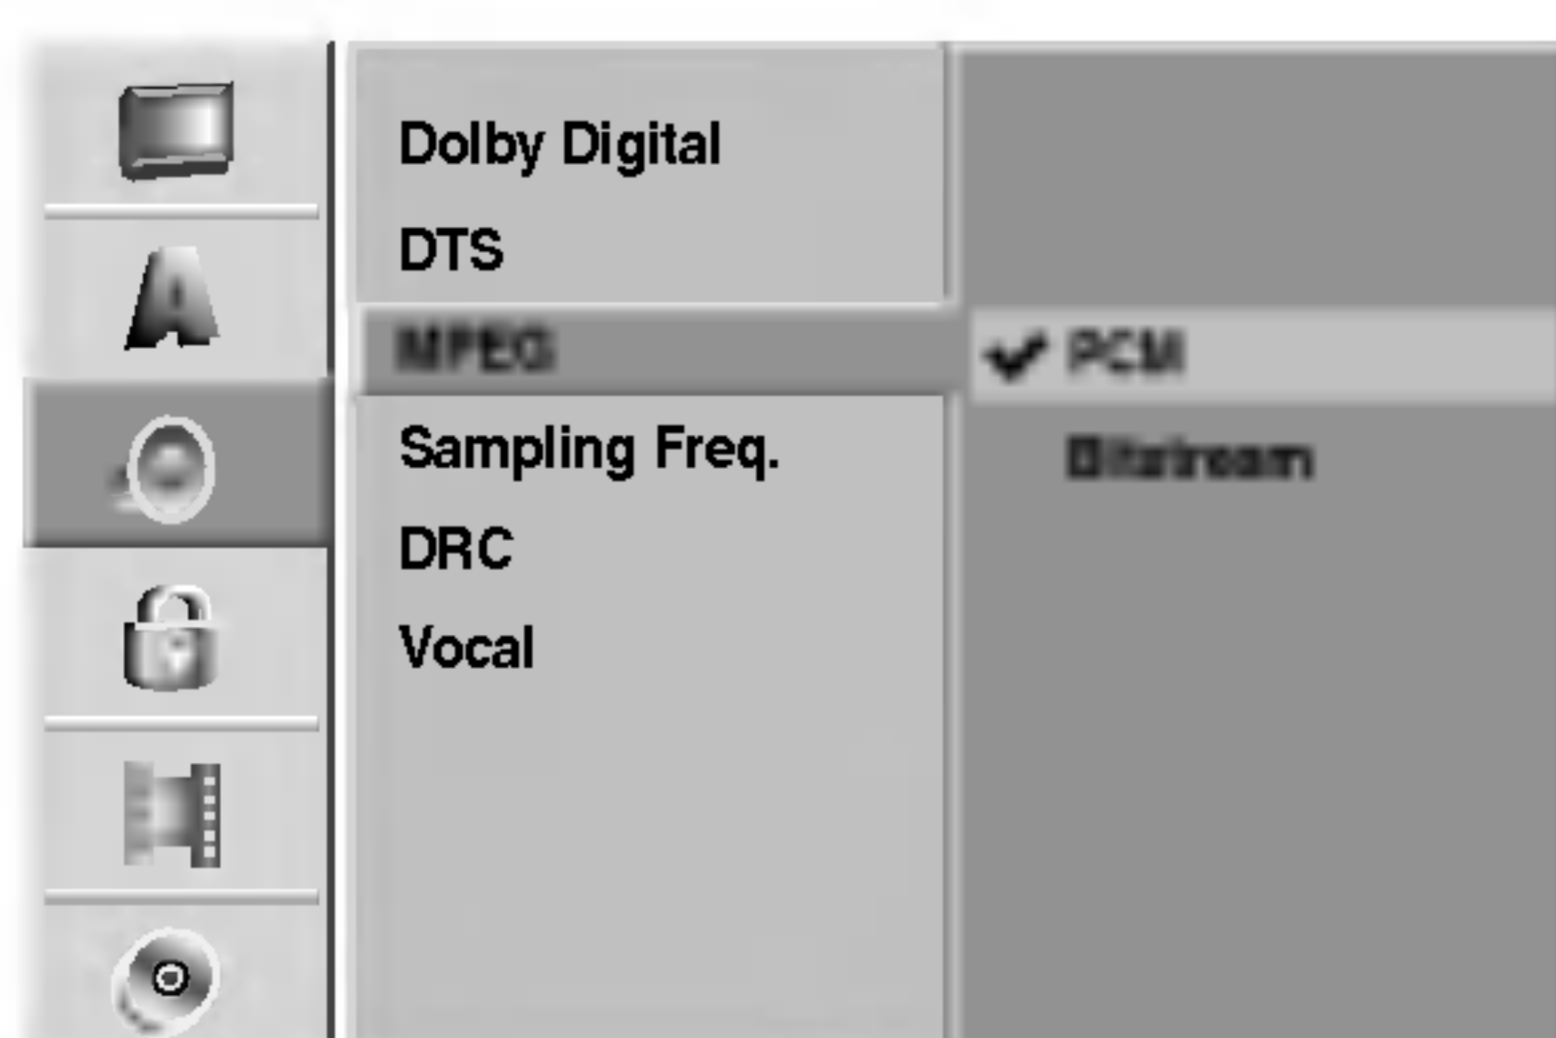 Dolby Digital
DTS
MPEG
PCM
Sampling Freq.
Bitstream
DRC
Vocal